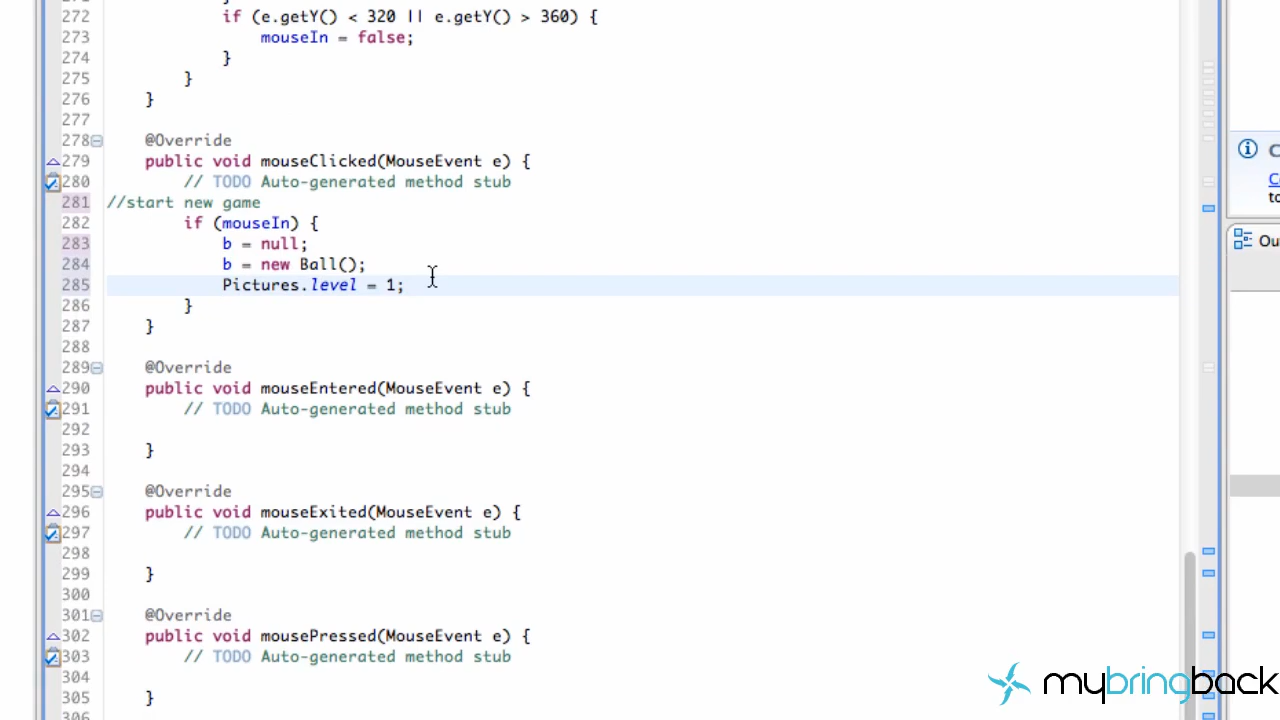 272 if (e.getY() < 320 || e.getY() > 360) {
273 mouseIn = false;
274 }
275 }
276 }
277
278 @Override
279 public void mouseClicked(MouseEvent e) {
280 // TODO Auto-generated method stub
281 //start new game
282 if (mouseIn) {
283 b = null;
284 b = new Ball();
285 Pictures.level = 1;
286 }
287 }
288
289 @Override
290 public void mouseEntered(MouseEvent e) {
291 // TODO Auto-generated method stub
292
293 }
294
295 @Override
296 public void mouseExited(MouseEvent e) {
297 // TODO Auto-generated method stub
298
299 }
300
301 @Override
302 public void mousePressed(MouseEvent e) {
303 // TODO Auto-generated method stub
304
305 }
306
mybringback